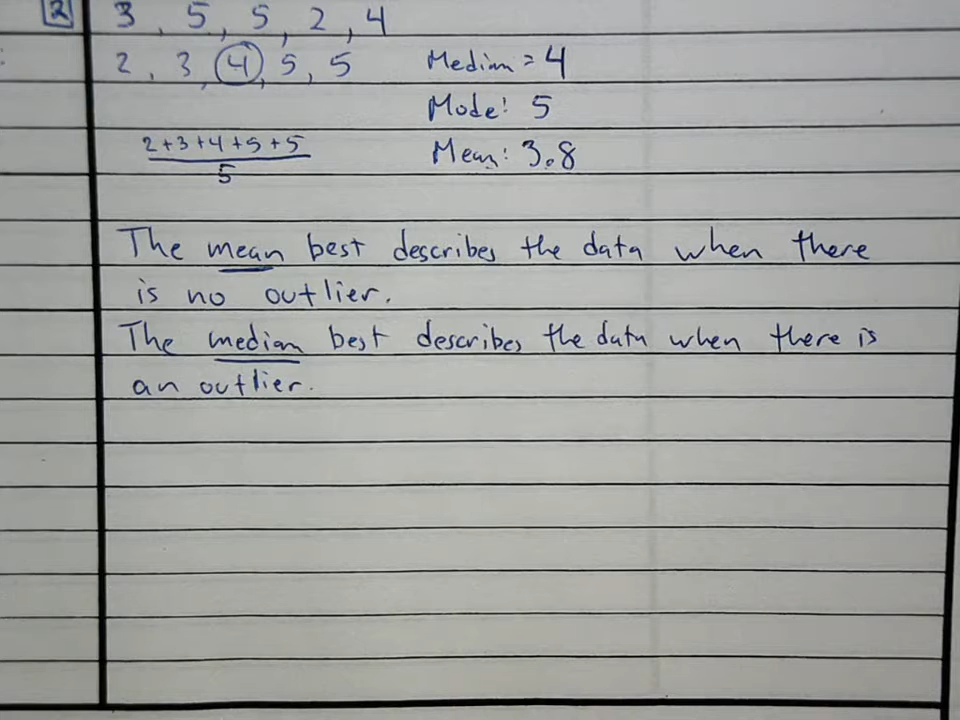 2 3, 5, 5, 2, 4
2, 3, 4, 5, 5 Median = 4
Mode: 5
2+3+4+5+5 Mean: 3.8
5
The mean best describes the data when there
is no outlier.
The median best describes the data when there is
an outlier.